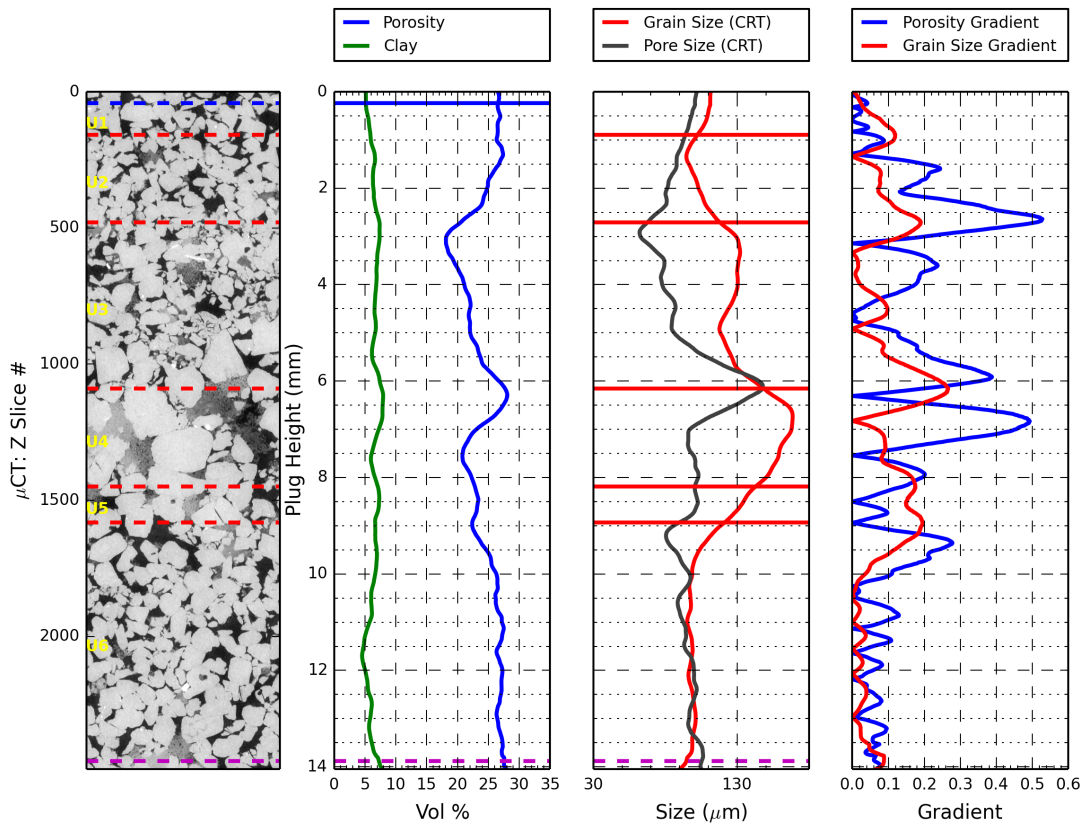 Porosity
Clay
Grain Size (CRT)
Pore Size (CRT)
Porosity Gradient
Grain Size Gradient
μCT: Z Slice #
0
500
1000
1500
2000
U1
U2
U3
U4
U5
U6
Plug Height (mm)
0
2
4
6
8
10
12
14
0 5 10 15 20 25 30 35
Vol %
30 130
Size (μm)
0.0 0.1 0.2 0.3 0.4 0.5 0.6
Gradient